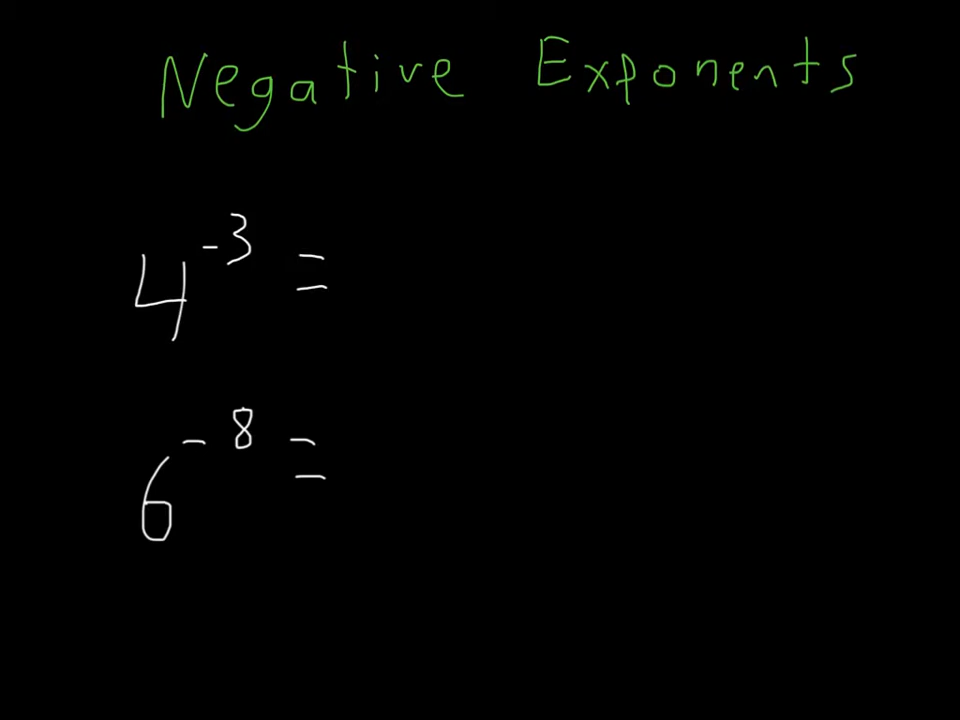 Negative Exponents
4⁻³ =
6⁻⁸ =